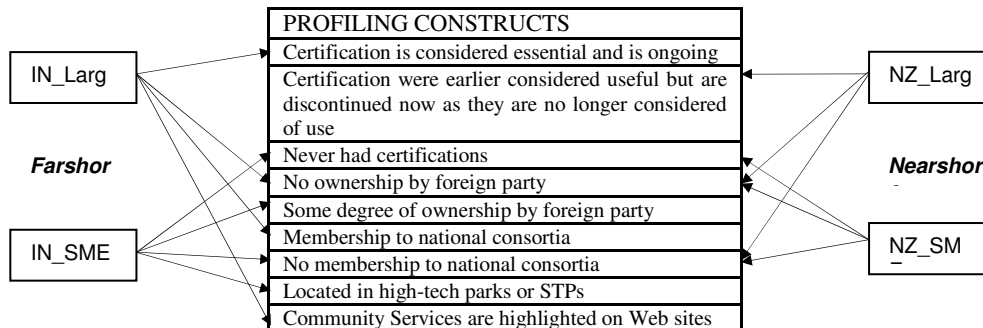 PROFILING CONSTRUCTS
Certification is considered essential and is ongoing
Certification were earlier considered useful but are
discontinued now as they are no longer considered
of use
Never had certifications
No ownership by foreign party
Some degree of ownership by foreign party
Membership to national consortia
No membership to national consortia
Located in high-tech parks or STPs
Community Services are highlighted on Web sites
IN_Larg
Farshor
IN_SME
NZ_Larg
Nearshor
NZ_SM